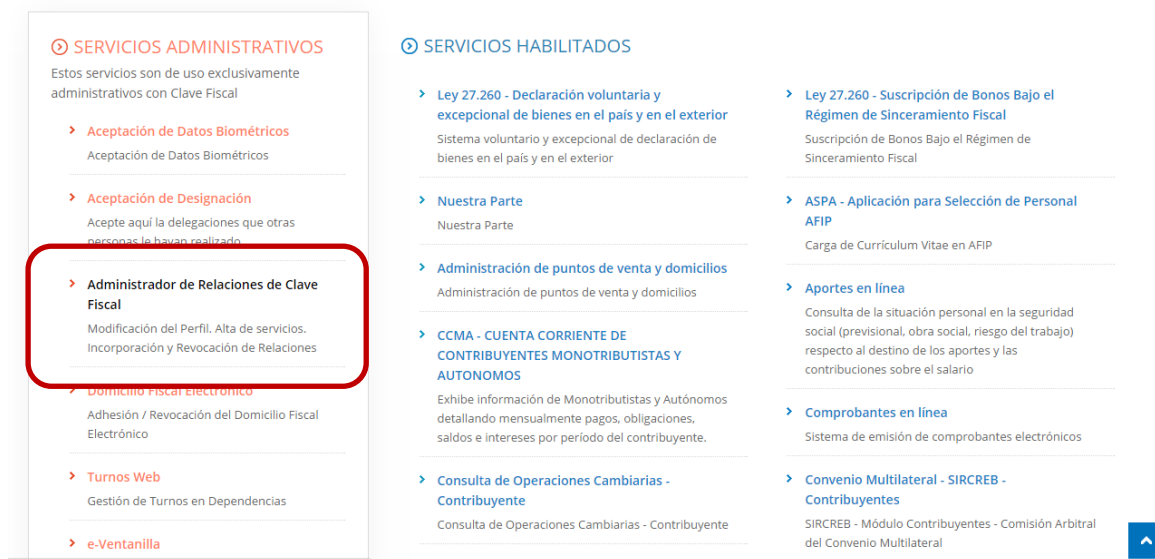 SERVICIOS ADMINISTRATIVOS
Estos servicios son de uso exclusivamente
administrativos con Clave Fiscal
Aceptación de Datos Biométricos
Aceptación de Datos Biométricos
Aceptación de Designación
Acepte aquí la delegaciones que otras
personas le hayan realizado
Administrador de Relaciones de Clave
Fiscal
Modificación del Perfil. Alta de servicios.
Incorporación y Revocación de Relaciones
Domicilio Fiscal Electrónico
Adhesión / Revocación del Domicilio Fiscal
Electrónico
Turnos Web
Gestión de Turnos en Dependencias
e-Ventanilla
SERVICIOS HABILITADOS
Ley 27.260 - Declaración voluntaria y
excepcional de bienes en el país y en el exterior
Sistema voluntario y excepcional de declaración de
bienes en el país y en el exterior
Nuestra Parte
Nuestra Parte
Administración de puntos de venta y domicilios
Administración de puntos de venta y domicilios
CCMA - CUENTA CORRIENTE DE
CONTRIBUYENTES MONOTRIBUTISTAS Y
AUTONOMOS
Exhibe información de Monotributistas y Autónomos
detallando mensualmente pagos, obligaciones,
saldos e intereses por período del contribuyente.
Consulta de Operaciones Cambiarias -
Contribuyente
Consulta de Operaciones Cambiarias - Contribuyente
Ley 27.260 - Suscripción de Bonos Bajo el
Régimen de Sinceramiento Fiscal
Suscripción de Bonos Bajo el Régimen de
Sinceramiento Fiscal
ASPA - Aplicación para Selección de Personal
AFIP
Carga de Currículum Vitae en AFIP
Aportes en línea
Consulta de la situación personal en la seguridad
social (previsional, obra social, riesgo del trabajo)
respecto al destino de los aportes y las
contribuciones sobre el salario
Comprobantes en línea
Sistema de emisión de comprobantes electrónicos
Convenio Multilateral - SIRCREB -
Contribuyentes
SIRCREB - Módulo Contribuyentes - Comisión Arbitral
del Convenio Multilateral